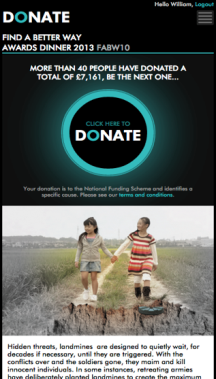 Hello William, Logout
DONATE
FIND A BETTER WAY
AWARDS DINNER 2013 FABW10
MORE THAN 40 PEOPLE HAVE DONATED A
TOTAL OF £7,161, BE THE NEXT ONE...
CLICK HERE TO
DONATE
Your donation is to the National Funding Scheme and identifies a
specific cause. Please see our terms and conditions.
Hidden threats, landmines are designed to quietly wait, for
decades if necessary, until they are triggered. With the
conflicts over and the soldiers gone, they maim and kill
innocent individuals. In some instances, retreating armies
have deliberately planted landmines to create the maximum